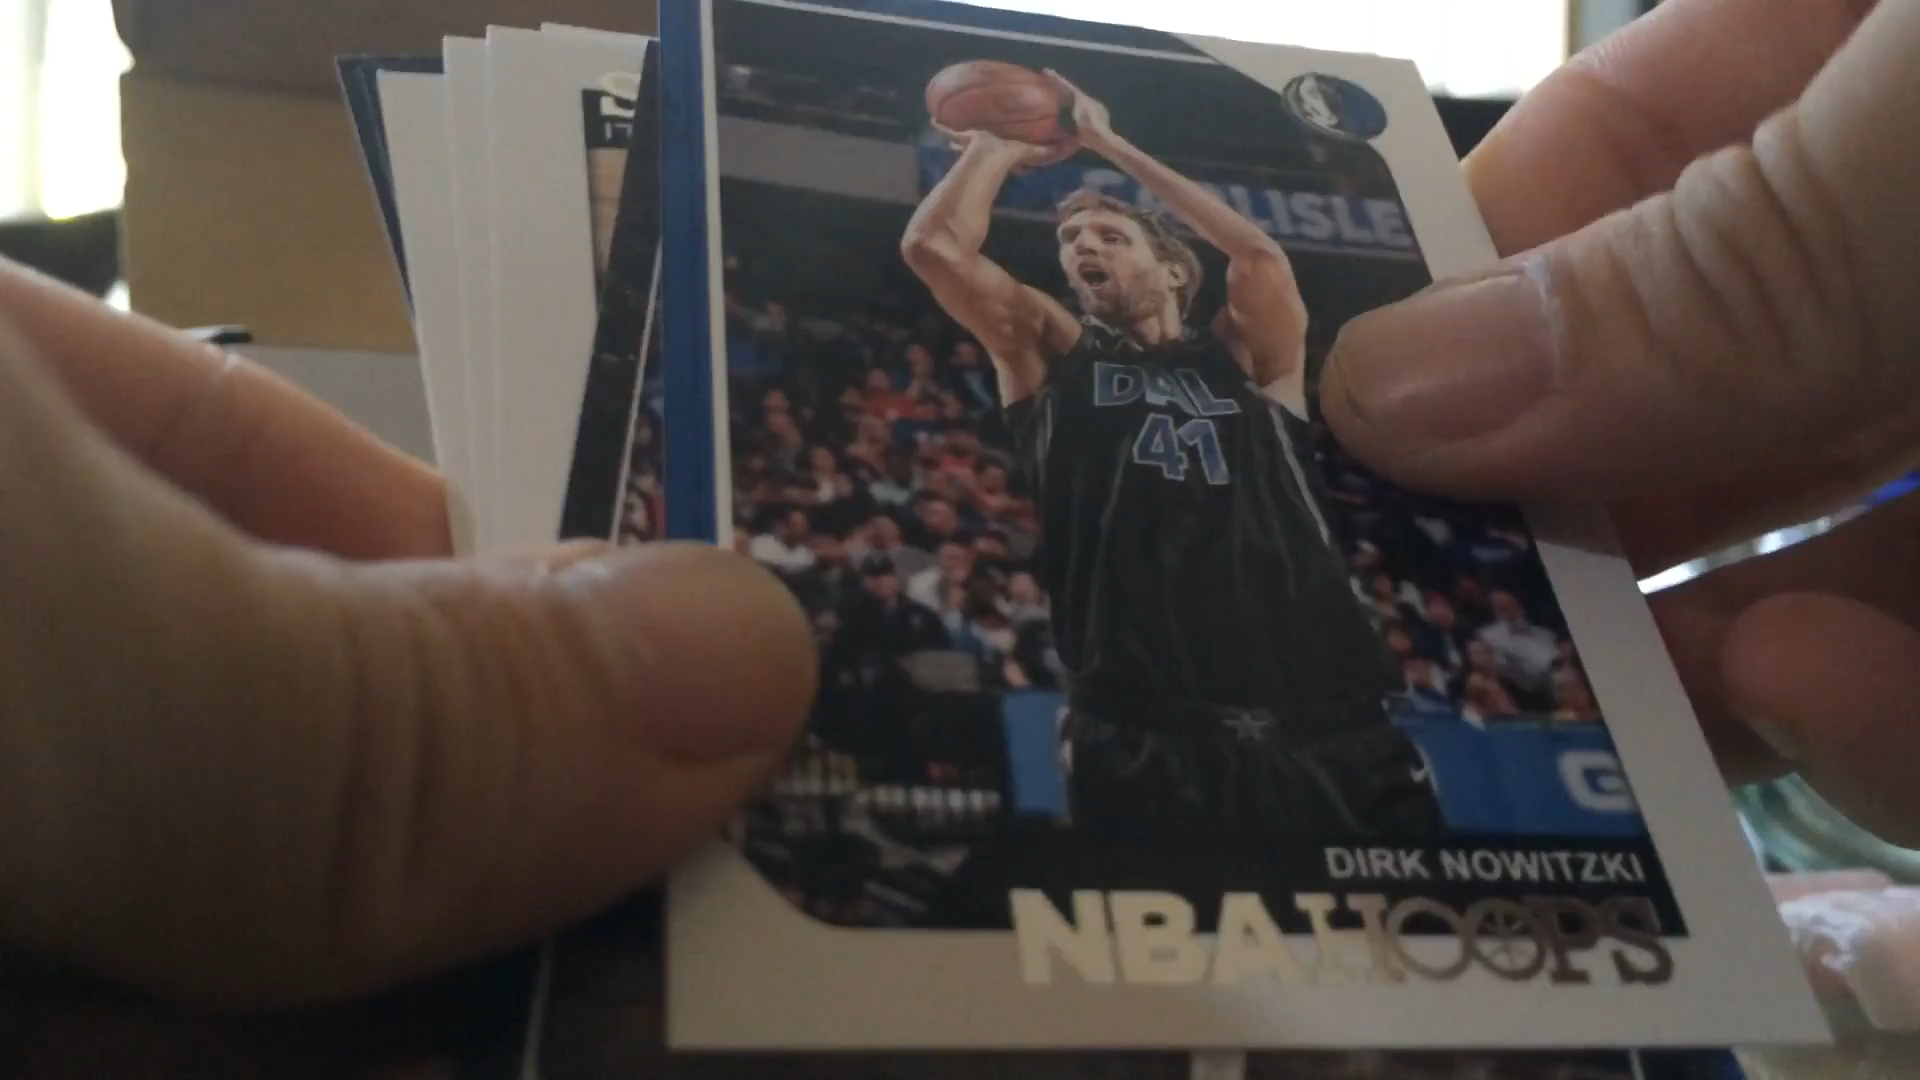 CARLISLE
DAL
41
G
DIRK NOWITZKI
NBA HOOPS